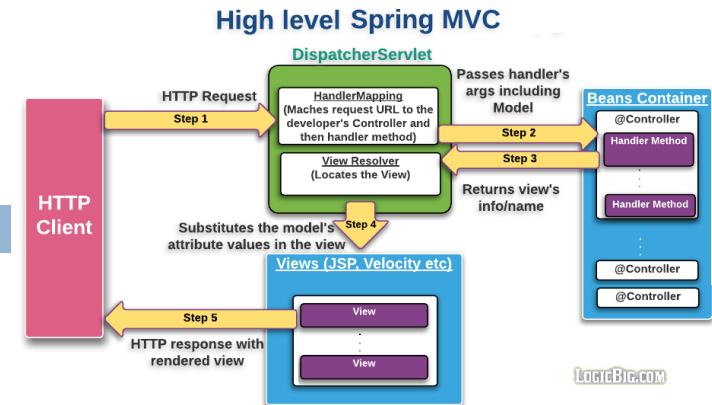 High level Spring MVC
DispatcherServlet
HTTP Request
Step 1
HandlerMapping
(Maches request URL to the
developer's Controller and
then handler method)
View Resolver
(Locates the View)
Passes handler's
args including
Model
Step 2
Step 3
Returns view's
info/name
Beans Container
@Controller
Handler Method
Handler Method
@Controller
@Controller
HTTP
Client
Step 4
Substitutes the model's
attribute values in the view
Views (JSP, Velocity etc)
View
View
Step 5
HTTP response with
rendered view
LogicBig.com